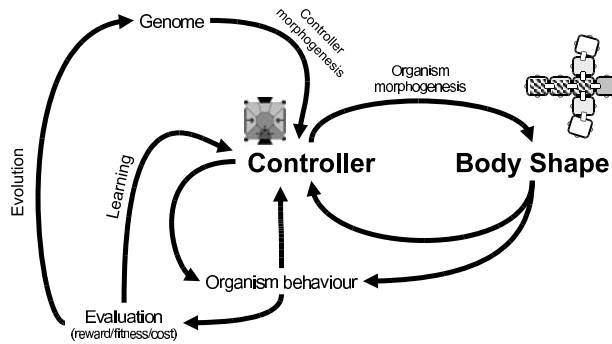 Genome
Controller
morphogenesis
Organism
morphogenesis
Controller
Body Shape
Evolution
Learning
Organism behaviour
Evaluation
(reward/fitness/cost)